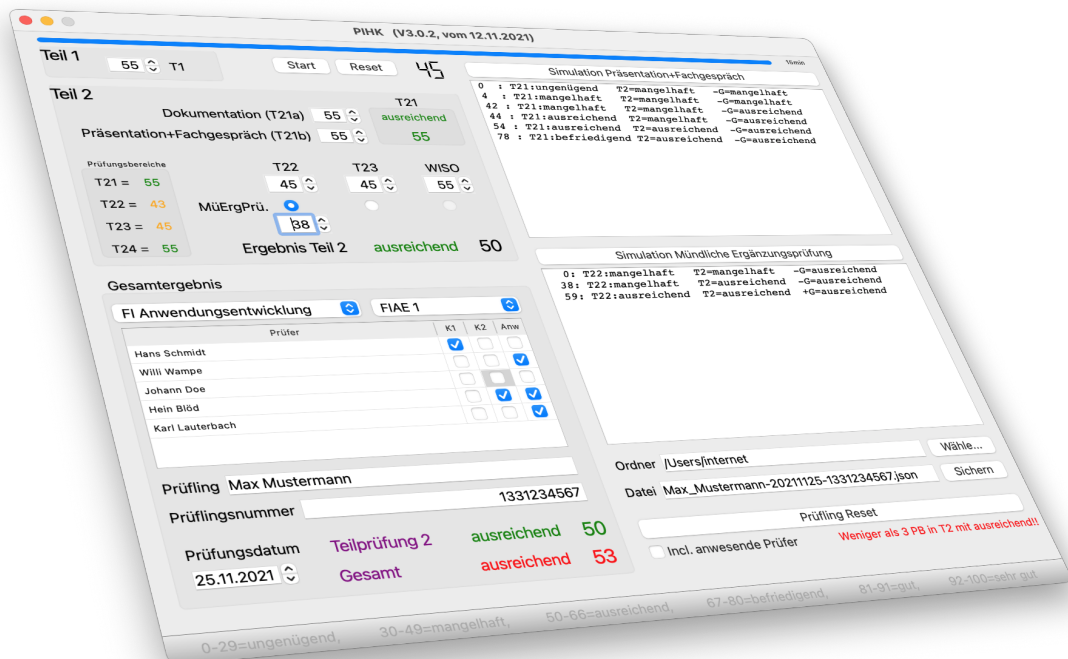 PIHK (V3.0.2, vom 12.11.2021)
Teil 1
55 T1
Start Reset 45
15min
Teil 2
Dokumentation (T21a) 55
T21
ausreichend
Präsentation+Fachgespräch (T21b) 55
55
Prüfungsbereiche
T21 = 55
T22 = 43
T23 = 45
T24 = 55
T22 T23 WISO
45 45 55
MüErgPrü.
38
Ergebnis Teil 2 ausreichend 50
Simulation Präsentation+Fachgespräch
0 : T21:ungenügend T2=mangelhaft -G=mangelhaft
4 : T21:mangelhaft T2=mangelhaft -G=mangelhaft
42 : T21:mangelhaft T2=mangelhaft -G=ausreichend
44 : T21:ausreichend T2=mangelhaft -G=ausreichend
54 : T21:ausreichend T2=ausreichend -G=ausreichend
78 : T21:befriedigend T2=ausreichend -G=ausreichend
Simulation Mündliche Ergänzungsprüfung
0: T22:mangelhaft T2=mangelhaft -G=ausreichend
38: T22:mangelhaft T2=ausreichend -G=ausreichend
59: T22:ausreichend T2=ausreichend +G=ausreichend
Gesamtergebnis
FI Anwendungsentwicklung FIAE 1
Prüfer K1 K2 Anw
Hans Schmidt
Willi Wampe
Johann Doe
Hein Blöd
Karl Lauterbach
Prüfling Max Mustermann
Prüflingsnummer 1331234567
Prüfungsdatum
25.11.2021
Teilprüfung 2 ausreichend 50
Gesamt ausreichend 53
Ordner /Users/internet Wähle...
Datei Max_Mustermann-20211125-1331234567.json Sichern
Prüfling Reset
Incl. anwesende Prüfer
Weniger als 3 PB in T2 mit ausreichend!!
0-29=ungenügend, 30-49=mangelhaft, 50-66=ausreichend, 67-80=befriedigend, 81-91=gut, 92-100=sehr gut